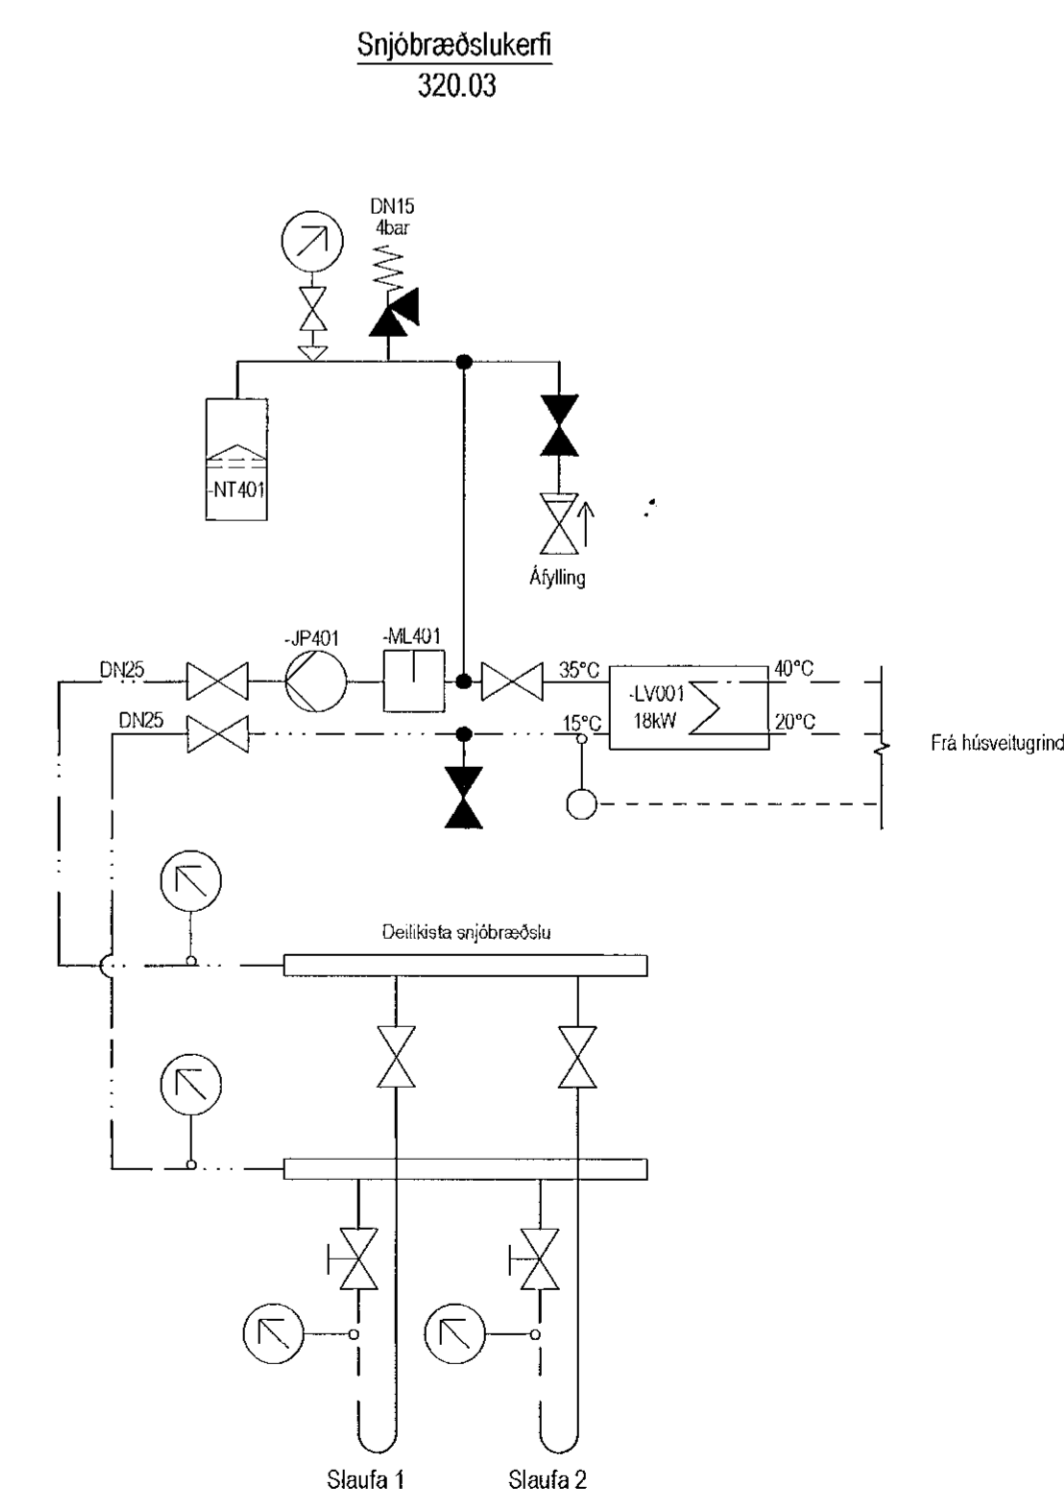 Snjóbræðslukerfi
320.03
DN15
4bar
-NT401
Áfylling
-JP401
-ML401
DN25
35°C
40°C
-LV001
18kW
DN25
15°C
20°C
Frá húsveitugrind
Deilikista snjóbræðslu
Slaufa 1
Slaufa 2